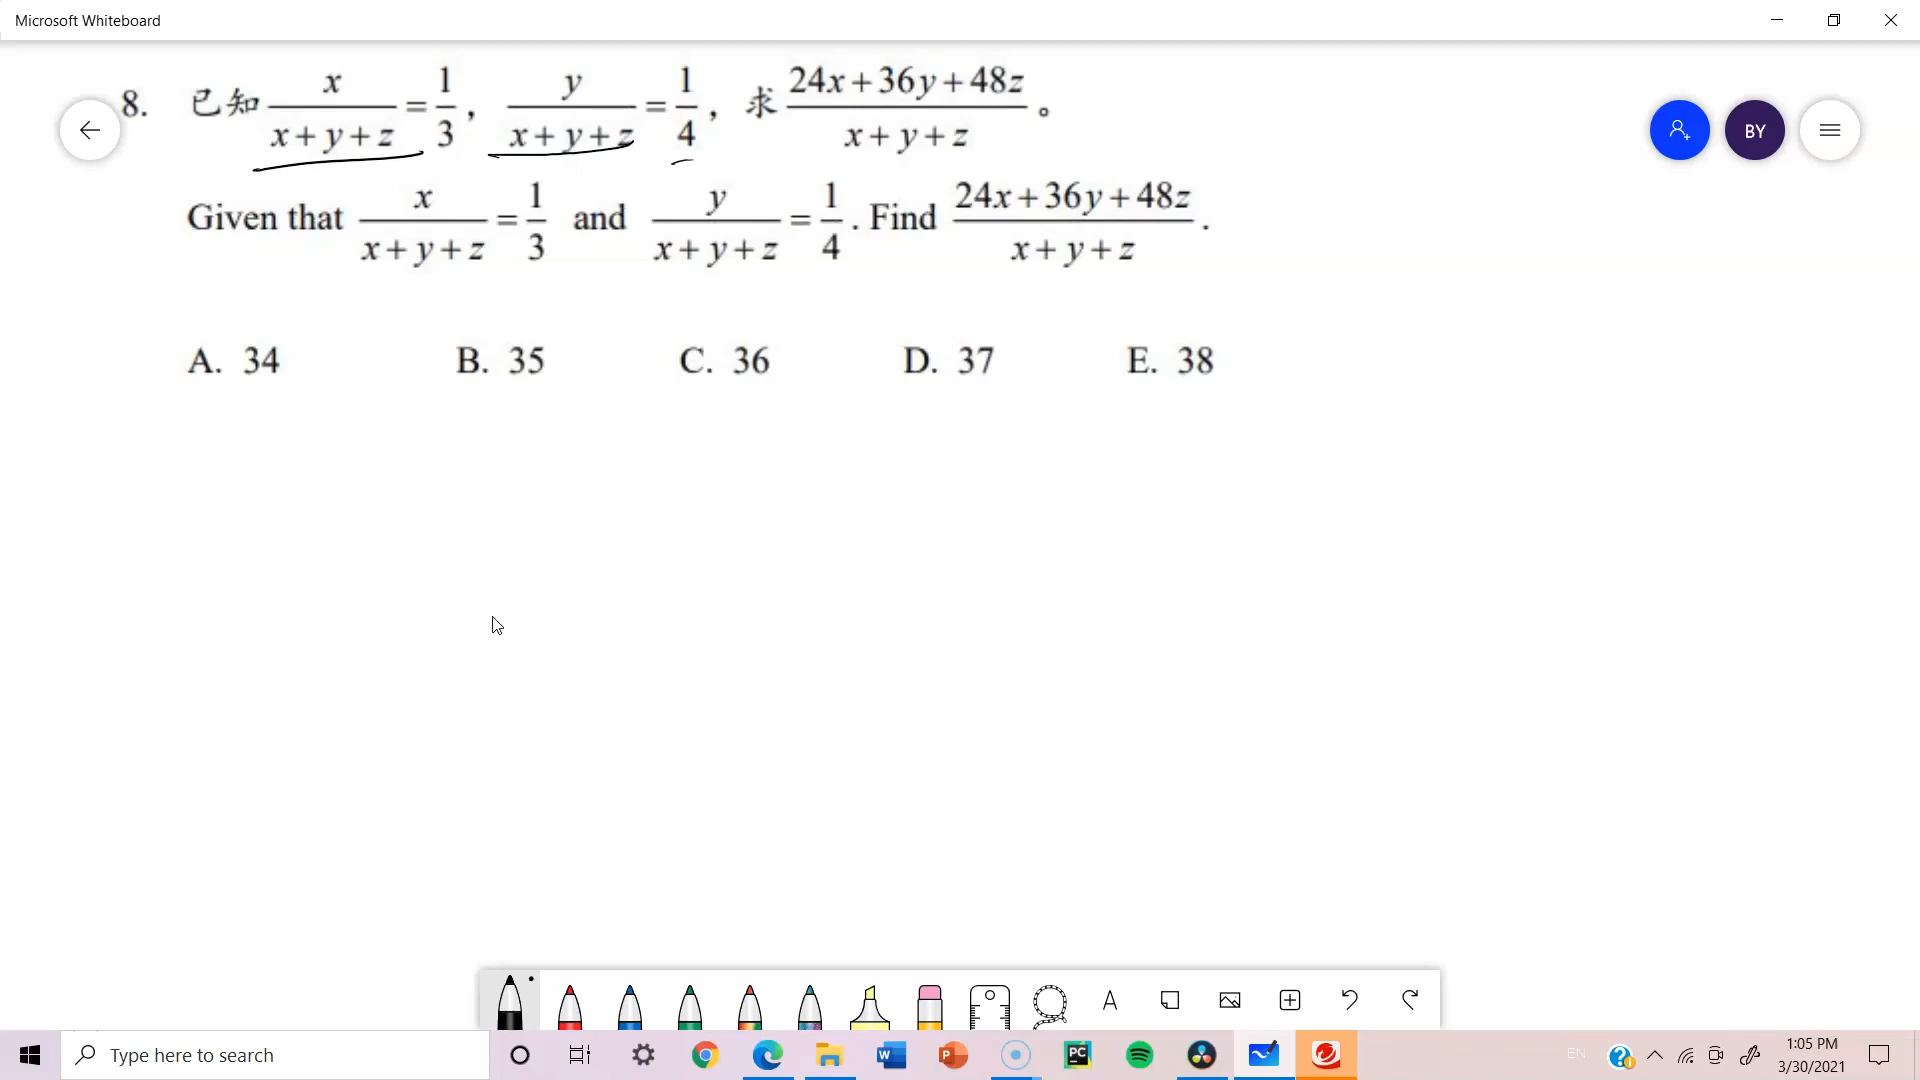 Microsoft Whiteboard
8. 已知 x/(x+y+z) = 1/3, y/(x+y+z) = 1/4, 求 (24x+36y+48z)/(x+y+z) 。
Given that x/(x+y+z) = 1/3 and y/(x+y+z) = 1/4. Find (24x+36y+48z)/(x+y+z).
A. 34 B. 35 C. 36 D. 37 E. 38
BY
Type here to search
EN
1:05 PM
3/30/2021